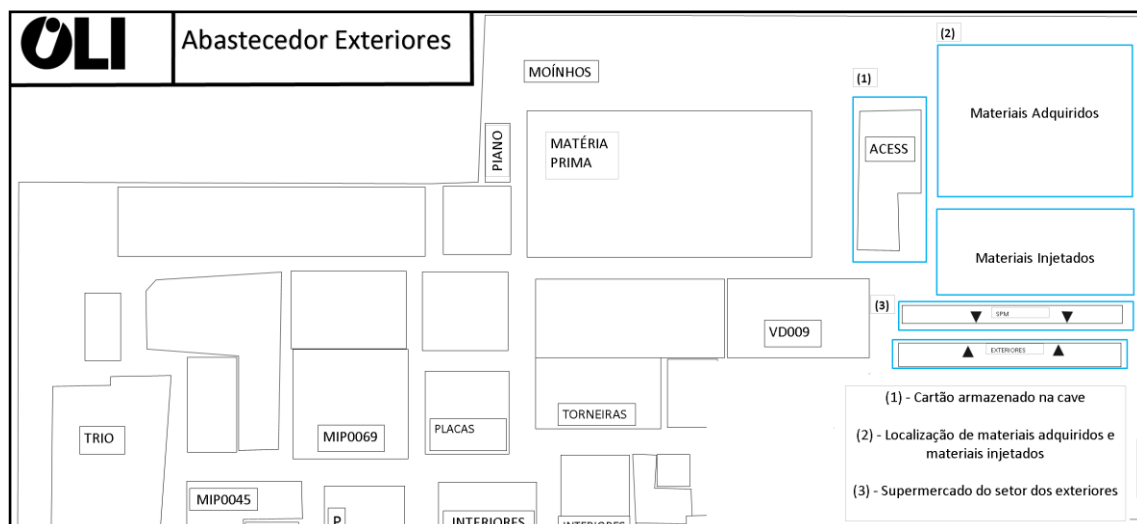 OLI
Abastecedor Exteriores
MOÍNHOS
(1)
(2)
Materiais Adquiridos
PIANO
MATÉRIA
PRIMA
ACESS
Materiais Injetados
(3)
SPM
EXTERIORES
VD009
TRIO
MIP0069
PLACAS
TORNEIRAS
(1) - Cartão armazenado na cave
(2) - Localização de materiais adquiridos e
materiais injetados
(3) - Supermercado do setor dos exteriores
MIP0045
P
INTERIORES
INTERIORES